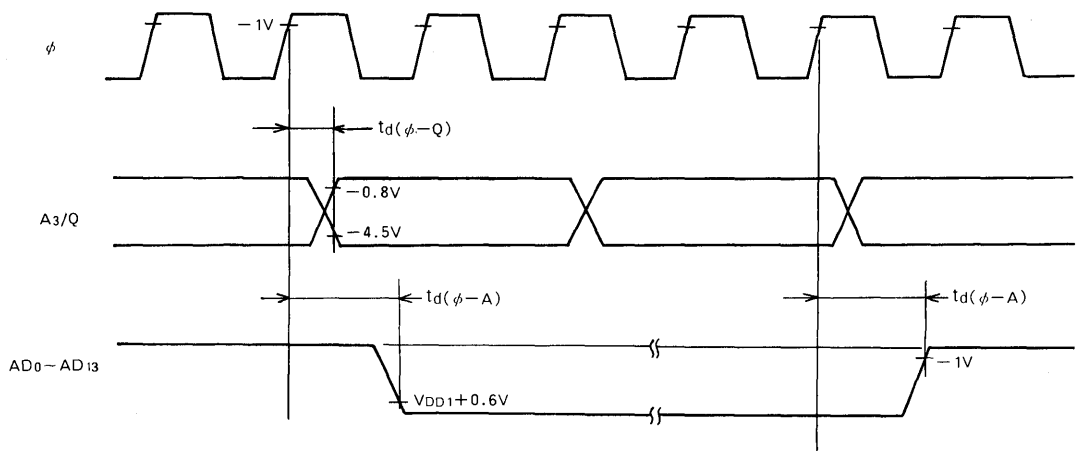 −1V
ϕ
td(ϕ−Q)
−0.8V
A3/Q
−4.5V
td(ϕ−A)
td(ϕ−A)
AD0~AD13
−1V
VDD1+0.6V